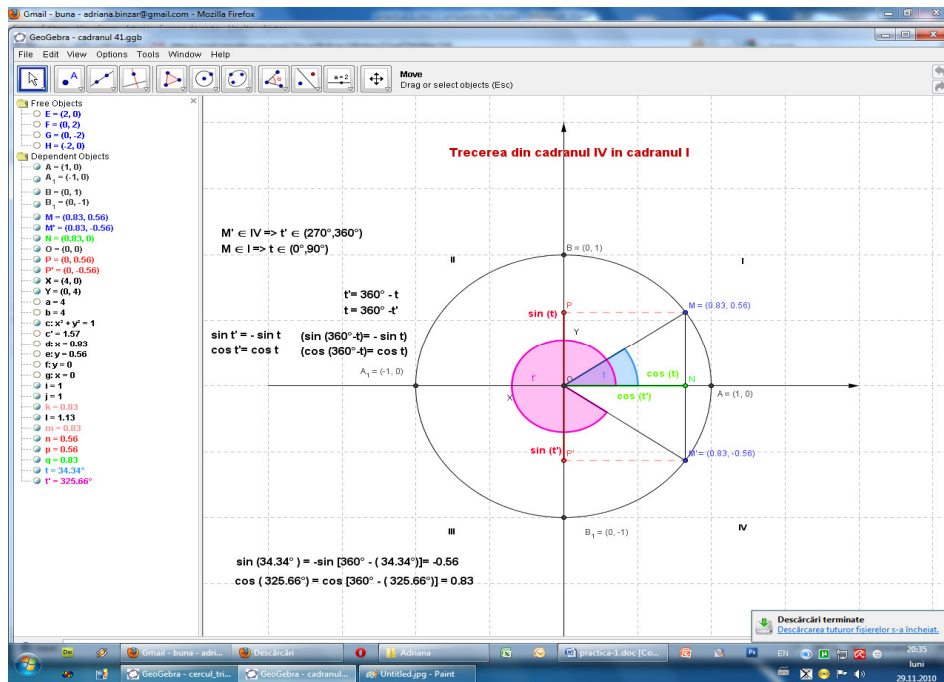 Gmail - buna - adriana.binzar@gmail.com - Mozilla Firefox
GeoGebra - cadranul 41.ggb
File Edit View Options Tools Window Help
A
a=2
Move
Drag or select objects (Esc)
Free Objects
E = (2, 0)
F = (0, 2)
G = (0, -2)
H = (-2, 0)
Dependent Objects
A = (1, 0)
A₁ = (-1, 0)
B = (0, 1)
B₁ = (0, -1)
M = (0.83, 0.56)
M' = (0.83, -0.56)
N = (0.83, 0)
O = (0, 0)
P = (0, 0.56)
P' = (0, -0.56)
X = (4, 0)
Y = (0, 4)
a = 4
b = 4
c: x² + y² = 1
c' = 1.57
d: x = 0.83
e: y = 0.56
f: y = 0
g: x = 0
i = 1
j = 1
k = 0.83
l = 1.13
m = 0.83
n = 0.56
p = 0.56
q = 0.83
t = 34.34°
t' = 325.66°
Trecerea din cadranul IV in cadranul I
M' ∈ IV => t' ∈ (270°,360°)
M ∈ I => t ∈ (0°,90°)
t'= 360° - t
t = 360° -t'
sin t' = - sin t (sin (360°-t)= - sin t)
cos t'= cos t (cos (360°-t)= cos t)
B = (0, 1)
II
I
P
M = (0.83, 0.56)
sin (t)
Y
A₁ = (-1, 0)
t'
O
t
cos (t)
N
X
cos (t')
A = (1, 0)
sin (t')
P'
M' = (0.83, -0.56)
III
B₁ = (0, -1)
IV
sin (34.34° ) = -sin [360° - ( 34.34°)]= -0.56
cos ( 325.66°) = cos [360° - ( 325.66°)] = 0.83
Descărcări terminate
Descărcarea tuturor fișierelor s-a încheiat.
Dw
Gmail - buna - adri...
Descărcări
Adriana
practica-1.doc [Co...
Ps
EN
20:35
luni
29.11.2010
GeoGebra - cercul_tri...
GeoGebra - cadranul...
Untitled.jpg - Paint